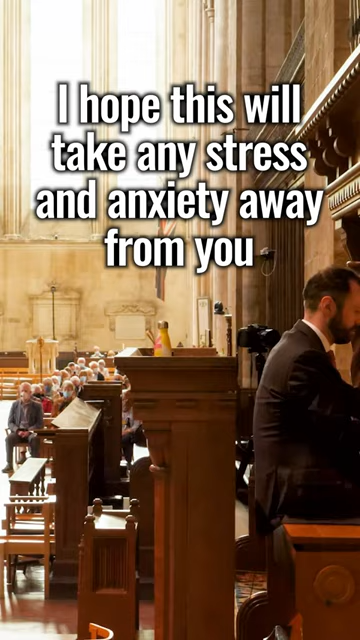 I hope this will
take any stress
and anxiety away
from you